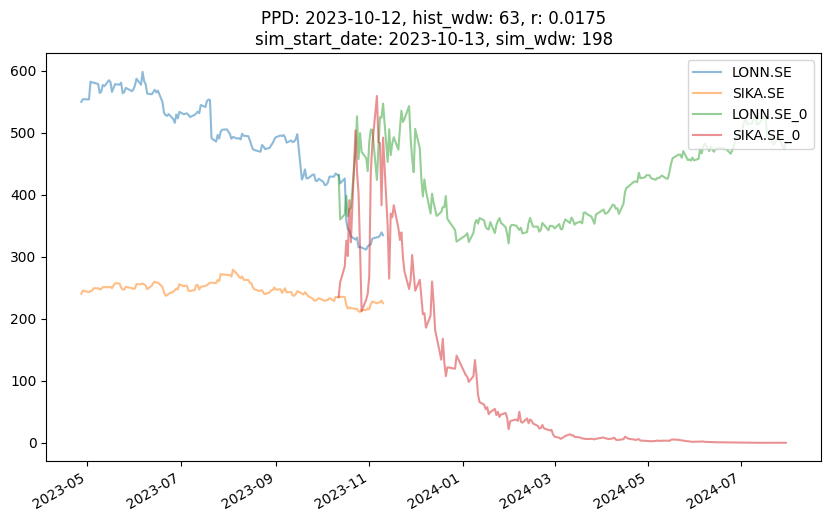 PPD: 2023-10-12, hist_wdw: 63, r: 0.0175
sim_start_date: 2023-10-13, sim_wdw: 198
LONN.SE
SIKA.SE
LONN.SE_0
SIKA.SE_0
600
500
400
300
200
100
0
2023-05
2023-07
2023-09
2023-11
2024-01
2024-03
2024-05
2024-07